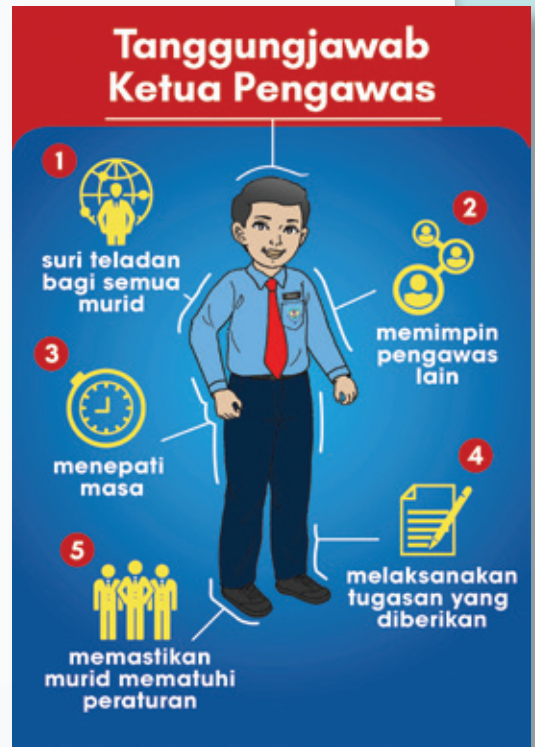 Tanggungjawab
Ketua Pengawas
1
suri teladan
bagi semua
murid
2
memimpin
pengawas
lain
3
menepati
masa
4
melaksanakan
tugasan yang
diberikan
5
memastikan
murid mematuhi
peraturan